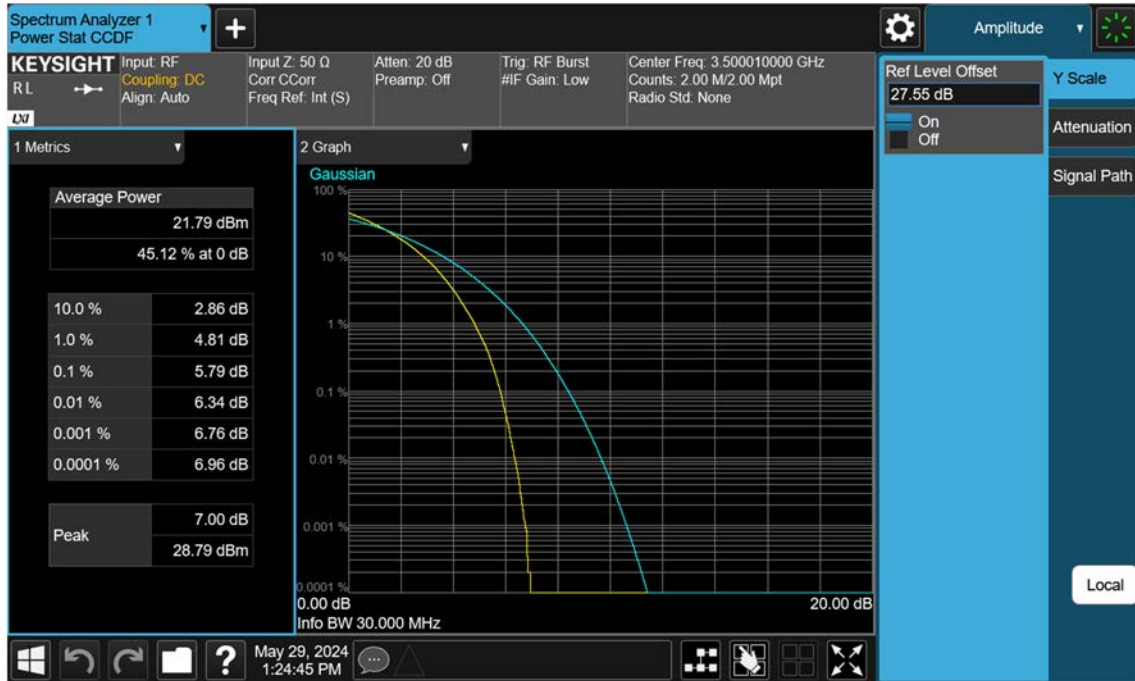 Spectrum Analyzer 1
Power Stat CCDF
Amplitude
KEYSIGHT
R L
LXI
Input: RF
Coupling: DC
Align: Auto
Input Z: 50 Ω
Corr CCorr
Freq Ref: Int (S)
Atten: 20 dB
Preamp: Off
Trig: RF Burst
#IF Gain: Low
Center Freq: 3.500010000 GHz
Counts: 2.00 M/2.00 Mpt
Radio Std: None
Ref Level Offset
27.55 dB
On
Off
Y Scale
Attenuation
Signal Path
1 Metrics
Average Power
21.79 dBm
45.12 % at 0 dB
10.0 % 2.86 dB
1.0 % 4.81 dB
0.1 % 5.79 dB
0.01 % 6.34 dB
0.001 % 6.76 dB
0.0001 % 6.96 dB
Peak
7.00 dB
28.79 dBm
2 Graph
Gaussian
100 %
10 %
1 %
0.1 %
0.01 %
0.001 %
0.0001 %
0.00 dB 20.00 dB
Info BW 30.000 MHz
Local
?
May 29, 2024
1:24:45 PM